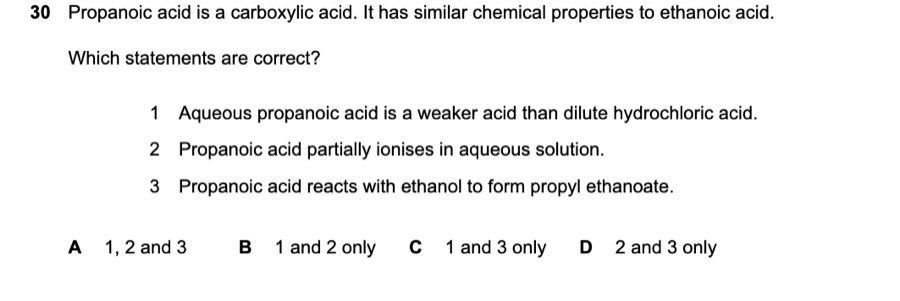 30 Propanoic acid is a carboxylic acid. It has similar chemical properties to ethanoic acid.
Which statements are correct?
1 Aqueous propanoic acid is a weaker acid than dilute hydrochloric acid.
2 Propanoic acid partially ionises in aqueous solution.
3 Propanoic acid reacts with ethanol to form propyl ethanoate.
A 1, 2 and 3 B 1 and 2 only C 1 and 3 only D 2 and 3 only